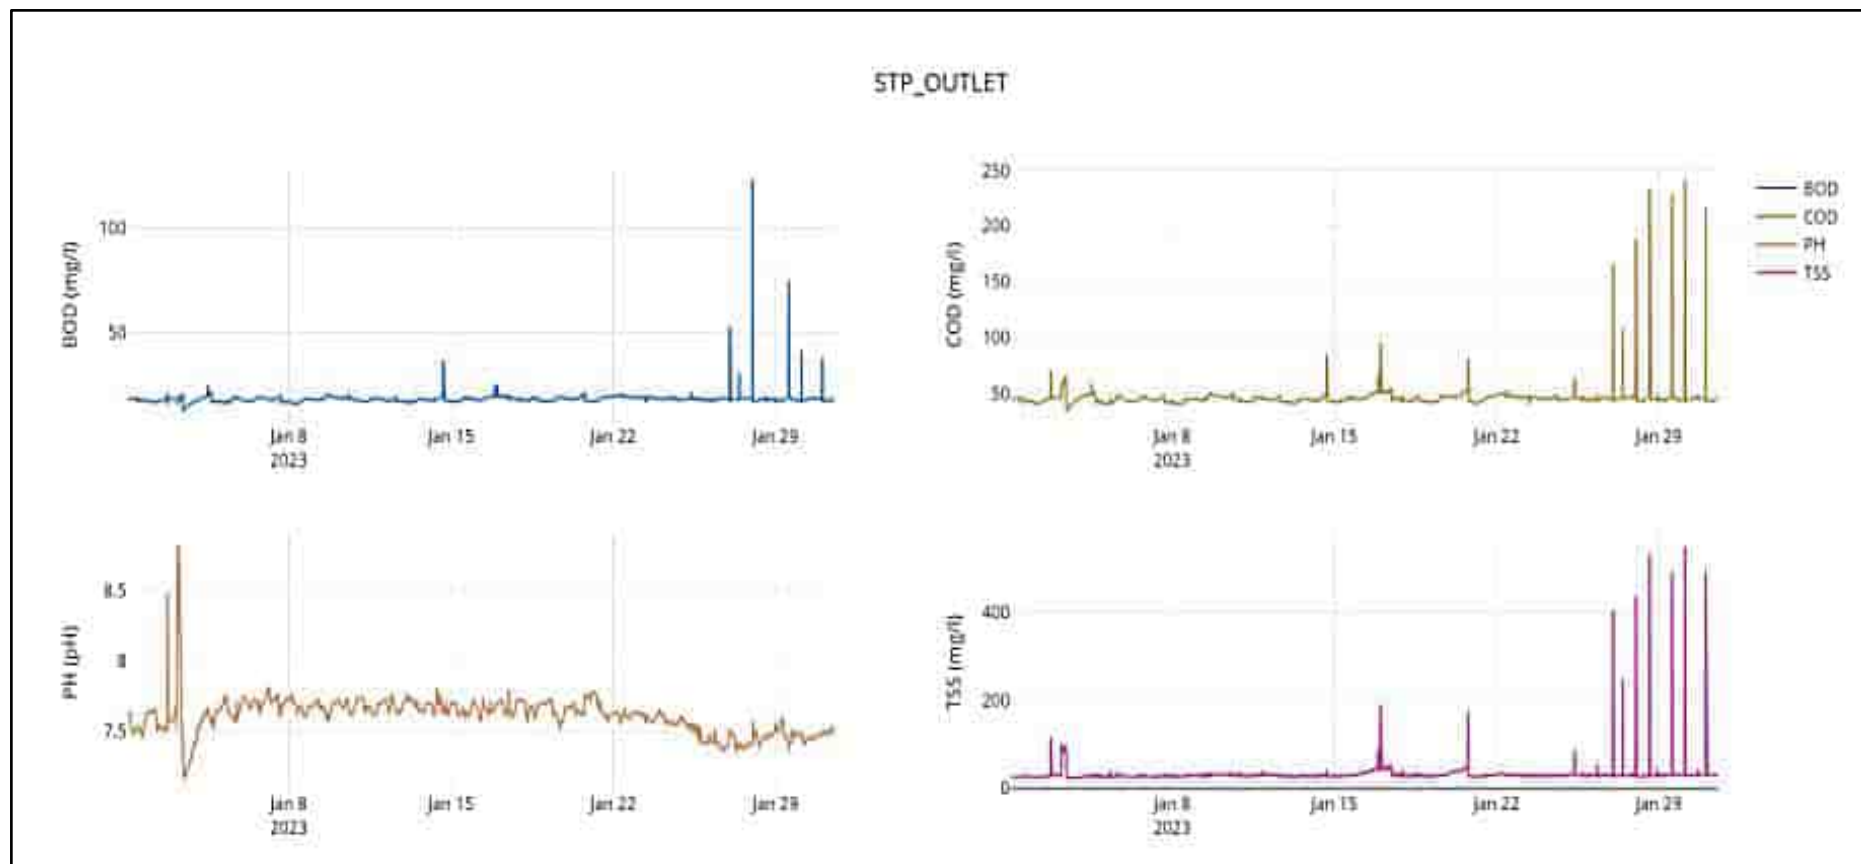 STP_OUTLET
BOD (mg/l)
100
50
Jan 8
2023
Jan 15
Jan 22
Jan 29
COD (mg/l)
250
200
150
100
50
Jan 8
2023
Jan 15
Jan 22
Jan 29
BOD
COD
PH
TSS
PH (pH)
8.5
8
7.5
Jan 8
2023
Jan 15
Jan 22
Jan 29
TSS (mg/l)
400
200
0
Jan 8
2023
Jan 15
Jan 22
Jan 29